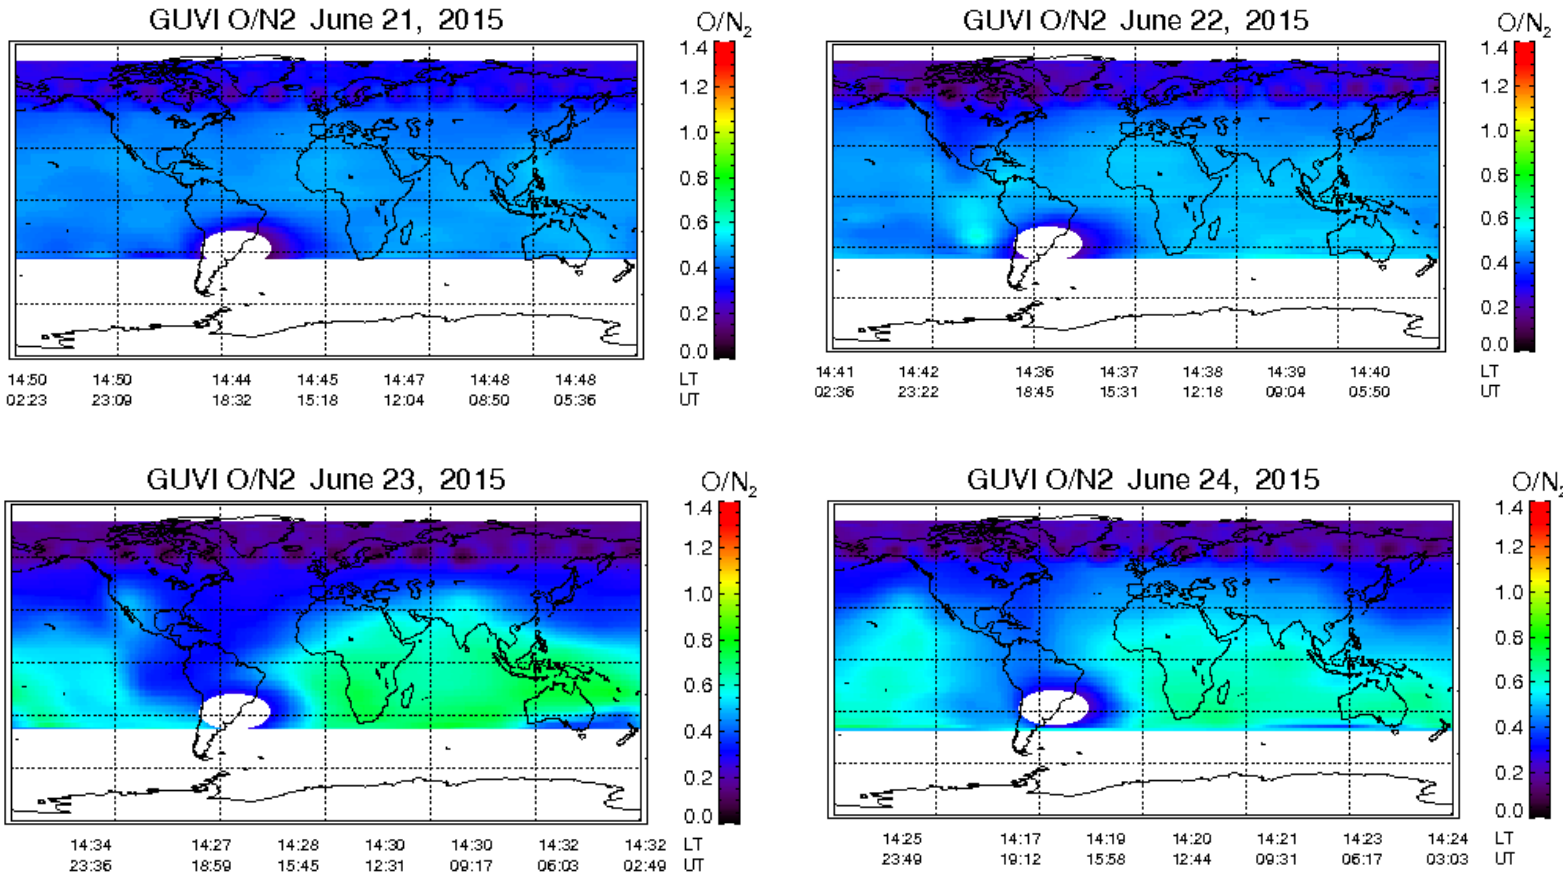 GUVI O/N2 June 21, 2015
O/N2
1.4
1.2
1.0
0.8
0.6
0.4
0.2
0.0
14:50 14:50 14:44 14:45 14:47 14:48 14:48 LT
02:23 23:09 18:32 15:18 12:04 08:50 05:36 UT
GUVI O/N2 June 22, 2015
O/N2
1.4
1.2
1.0
0.8
0.6
0.4
0.2
0.0
14:41 14:42 14:36 14:37 14:38 14:39 14:40 LT
02:36 23:22 18:45 15:31 12:18 09:04 05:50 UT
GUVI O/N2 June 23, 2015
O/N2
1.4
1.2
1.0
0.8
0.6
0.4
0.2
0.0
14:34 14:27 14:28 14:30 14:30 14:32 14:32 LT
23:36 18:59 15:45 12:31 09:17 06:03 02:49 UT
GUVI O/N2 June 24, 2015
O/N2
1.4
1.2
1.0
0.8
0.6
0.4
0.2
0.0
14:25 14:17 14:19 14:20 14:21 14:23 14:24 LT
23:49 19:12 15:58 12:44 09:31 06:17 03:03 UT